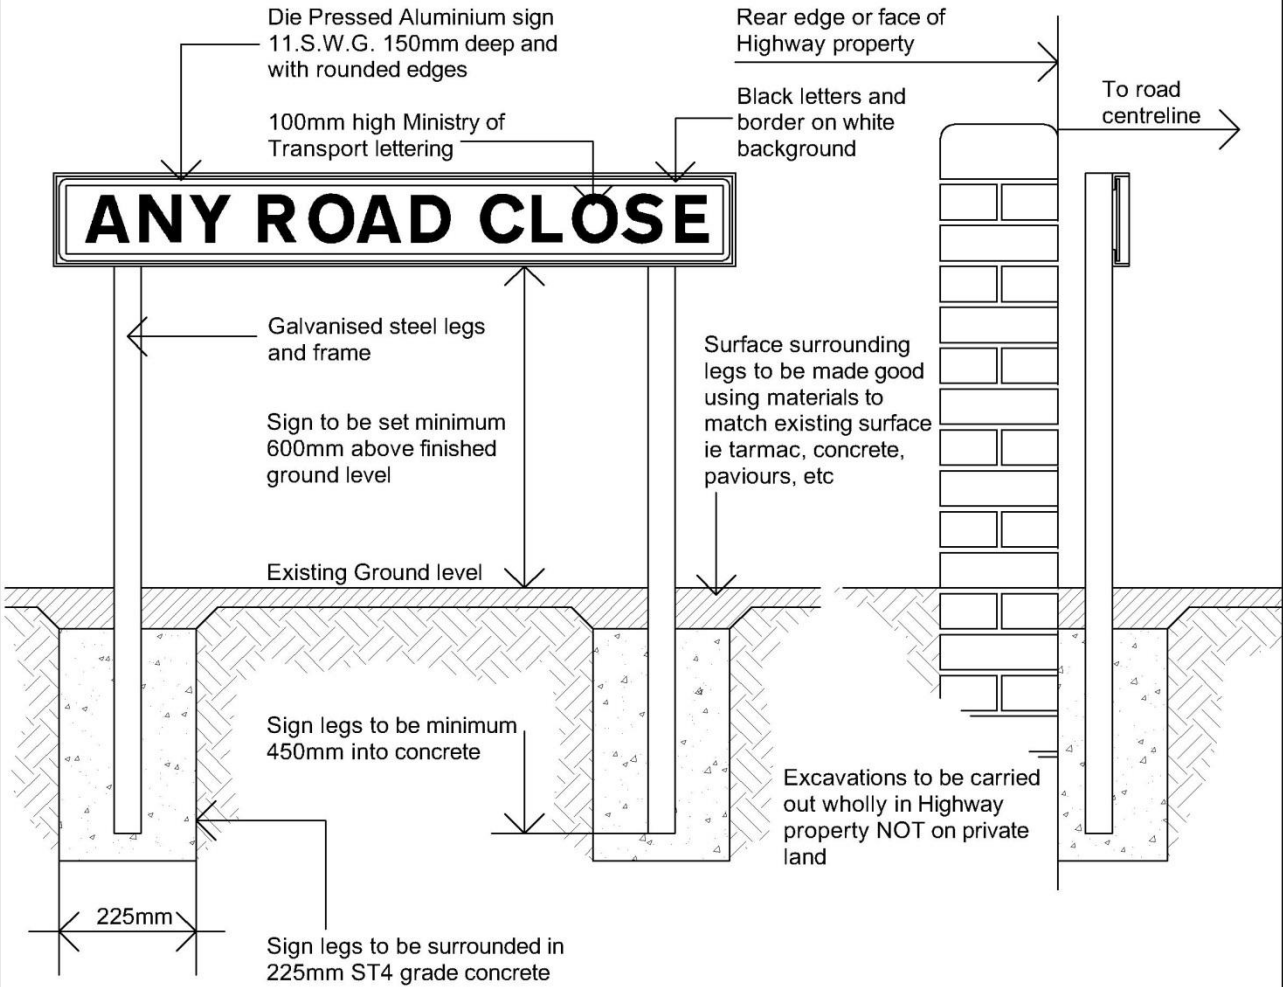 Die Pressed Aluminium sign
11.S.W.G. 150mm deep and
with rounded edges
100mm high Ministry of
Transport lettering
Rear edge or face of
Highway property
Black letters and
border on white
background
To road
centreline
ANY ROAD CLOSE
Galvanised steel legs
and frame
Sign to be set minimum
600mm above finished
ground level
Surface surrounding
legs to be made good
using materials to
match existing surface
ie tarmac, concrete,
paviours, etc
Existing Ground level
Sign legs to be minimum
450mm into concrete
Excavations to be carried
out wholly in Highway
property NOT on private
land
225mm
Sign legs to be surrounded in
225mm ST4 grade concrete